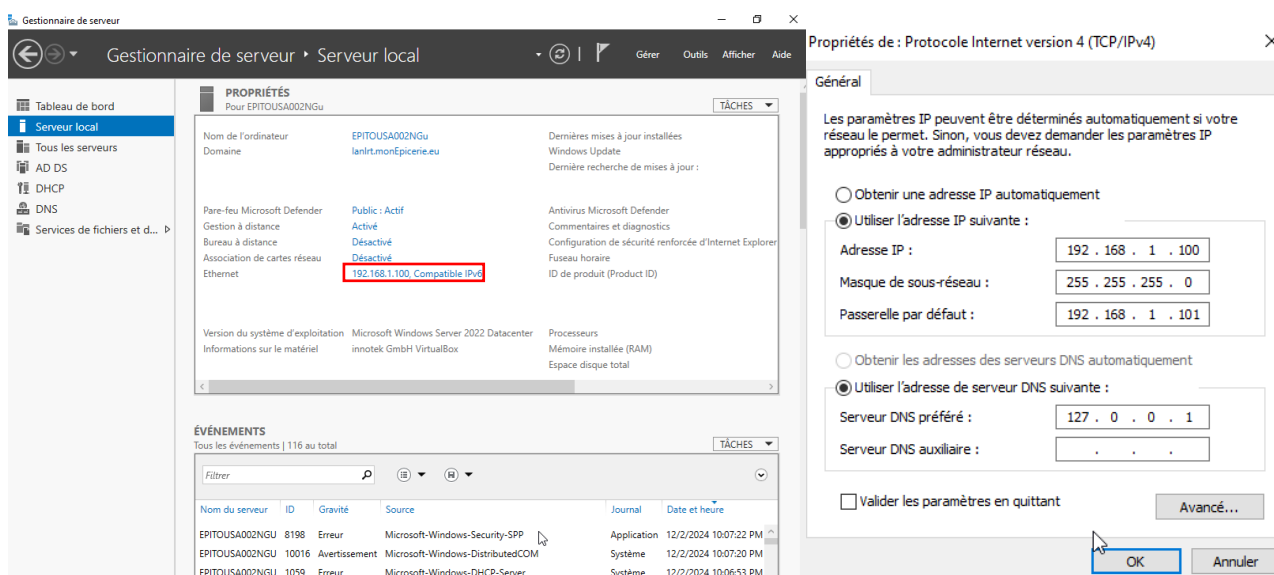 Gestionnaire de serveur
Gestionnaire de serveur ‣ Serveur local
Gérer Outils Afficher Aide
Tableau de bord
Serveur local
Tous les serveurs
AD DS
DHCP
DNS
Services de fichiers et d...
PROPRIÉTÉS
Pour EPITOUSA002NGu
TÂCHES
Nom de l'ordinateur EPITOUSA002NGu Dernières mises à jour installées
Domaine lanlrt.monEpicerie.eu Windows Update
Dernière recherche de mises à jour :
Pare-feu Microsoft Defender Public : Actif Antivirus Microsoft Defender
Gestion à distance Activé Commentaires et diagnostics
Bureau à distance Désactivé Configuration de sécurité renforcée d'Internet Explorer
Association de cartes réseau Désactivé Fuseau horaire
Ethernet 192.168.1.100, Compatible IPv6 ID de produit (Product ID)
Version du système d'exploitation Microsoft Windows Server 2022 Datacenter Processeurs
Informations sur le matériel innotek GmbH VirtualBox Mémoire installée (RAM)
Espace disque total
ÉVÉNEMENTS
Tous les événements | 116 au total
TÂCHES
Filtrer
Nom du serveur ID Gravité Source Journal Date et heure
EPITOUSA002NGU 8198 Erreur Microsoft-Windows-Security-SPP Application 12/2/2024 10:07:22 PM
EPITOUSA002NGU 10016 Avertissement Microsoft-Windows-DistributedCOM Système 12/2/2024 10:07:20 PM
EPITOUSA002NGU 1059 Erreur Microsoft-Windows-DHCP-Server Système 12/2/2024 10:06:53 PM
Propriétés de : Protocole Internet version 4 (TCP/IPv4)
Général
Les paramètres IP peuvent être déterminés automatiquement si votre
réseau le permet. Sinon, vous devez demander les paramètres IP
appropriés à votre administrateur réseau.
Obtenir une adresse IP automatiquement
Utiliser l'adresse IP suivante :
Adresse IP : 192 . 168 . 1 . 100
Masque de sous-réseau : 255 . 255 . 255 . 0
Passerelle par défaut : 192 . 168 . 1 . 101
Obtenir les adresses des serveurs DNS automatiquement
Utiliser l'adresse de serveur DNS suivante :
Serveur DNS préféré : 127 . 0 . 0 . 1
Serveur DNS auxiliaire : . . .
Valider les paramètres en quittant
Avancé...
OK Annuler